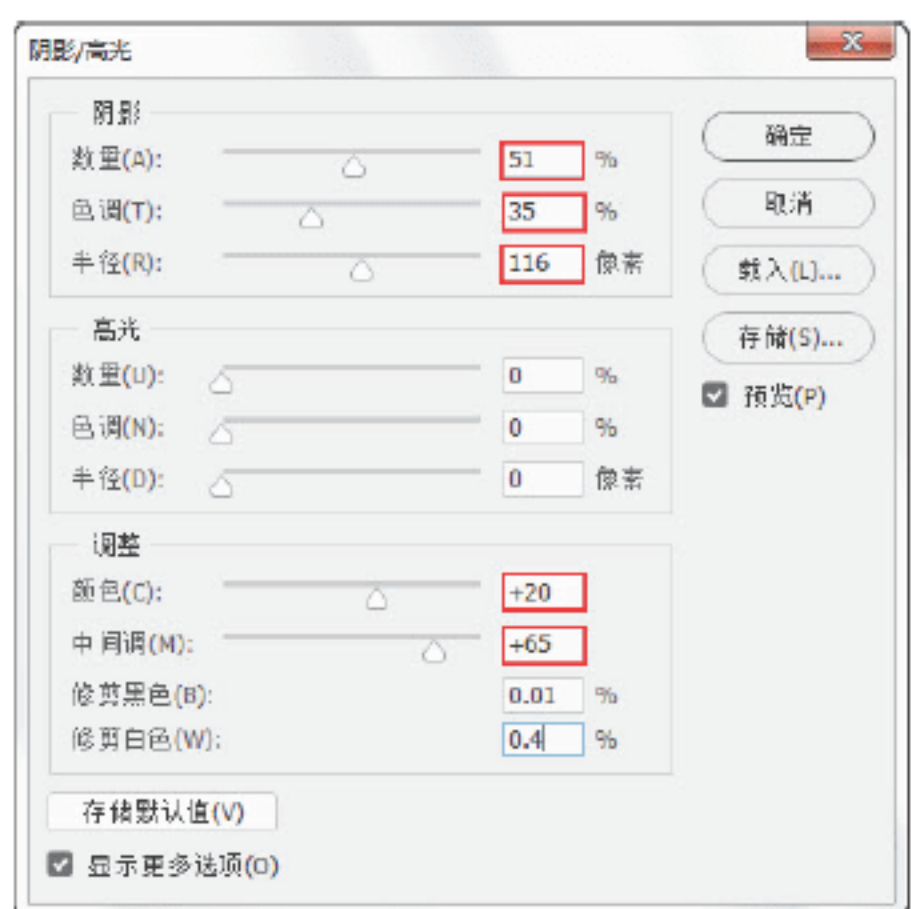 阴影/高光
阴影
数量(A): 51 %
色调(T): 35 %
半径(R): 116 像素
高光
数量(U): 0 %
色调(N): 0 %
半径(D): 0 像素
调整
颜色(C): +20
中间调(M): +65
修剪黑色(B): 0.01 %
修剪白色(W): 0.4 %
存储默认值(V)
显示更多选项(O)
确定
取消
载入(L)...
存储(S)...
预览(P)